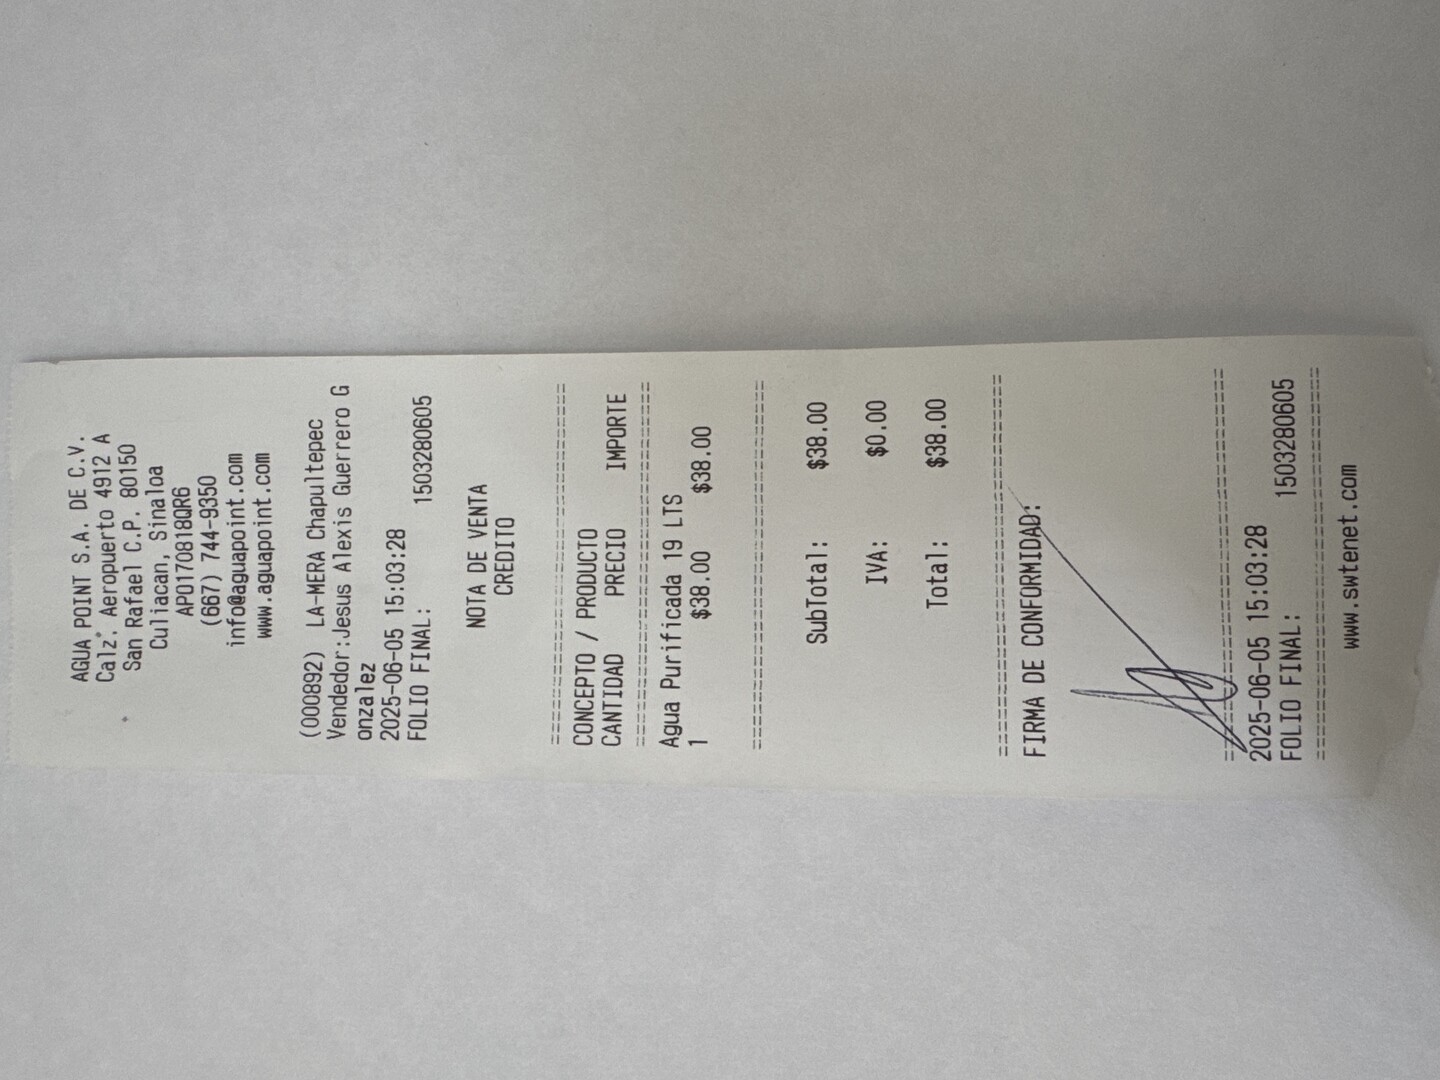 AGUA POINT S.A. DE C.V.
Calz. Aeropuerto 4912 A
San Rafael C.P. 80150
Culiacan, Sinaloa
APO170818QR6
(667) 744-9350
info@aguapoint.com
www.aguapoint.com
(000892) LA-MERA Chapultepec
Vendedor:Jesus Alexis Guerrero G
onzalez
2025-06-05 15:03:28
FOLIO FINAL: 1503280605
NOTA DE VENTA
CREDITO
CONCEPTO / PRODUCTO
CANTIDAD PRECIO IMPORTE
Agua Purificada 19 LTS
1 $38.00 $38.00
SubTotal: $38.00
IVA: $0.00
Total: $38.00
FIRMA DE CONFORMIDAD:
2025-06-05 15:03:28
FOLIO FINAL: 1503280605
www.swtenet.com